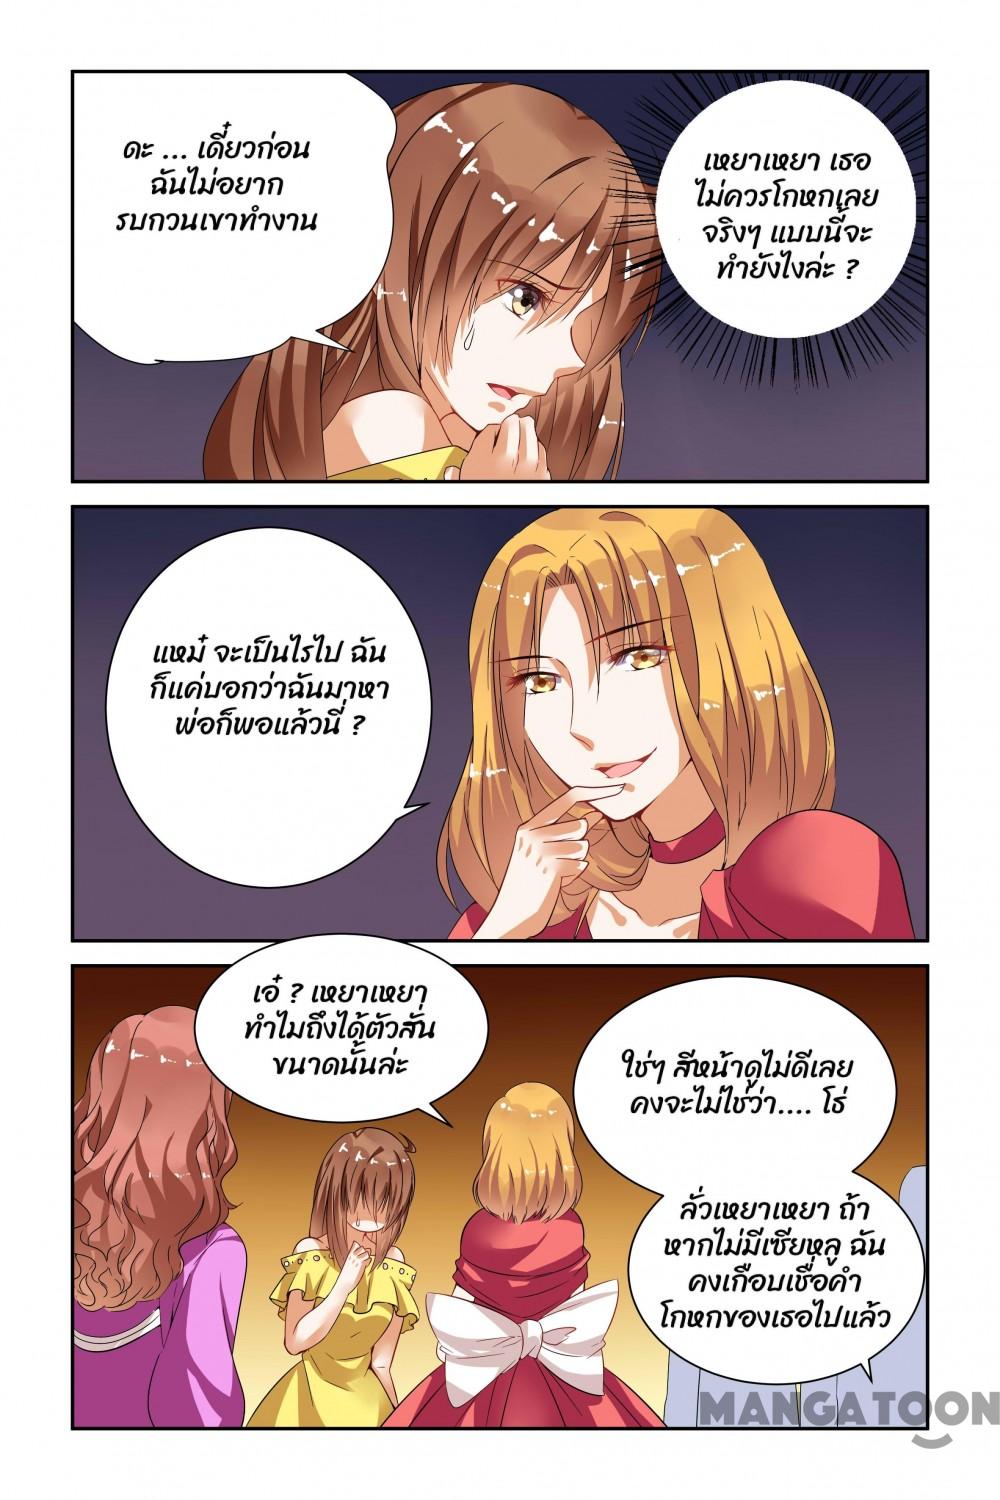 ดะ ... เดี๋ยวก่อน
ฉันไม่อยาก
รบกวนเขาทำงาน
เหยาเหยา เธอ
ไม่ควรโกหกเลย
จริงๆ แบบนี้จะ
ทำยังไงล่ะ ?
แหม๋ จะเป็นไรไป ฉัน
ก็แค่บอกว่าฉันมาหา
พ่อก็พอแล้วนี่ ?
เอ๋ ? เหยาเหยา
ทำไมถึงได้ตัวสั่น
ขนาดนั้นล่ะ
ใช่ๆ สีหน้าดูไม่ดีเลย
คงจะไม่ใช่ว่า.... โธ่
ลั่วเหยาเหยา ถ้า
หากไม่มีเซียหลู ฉัน
คงเกือบเชื่อคำ
โกหกของเธอไปแล้ว
MANGATOON